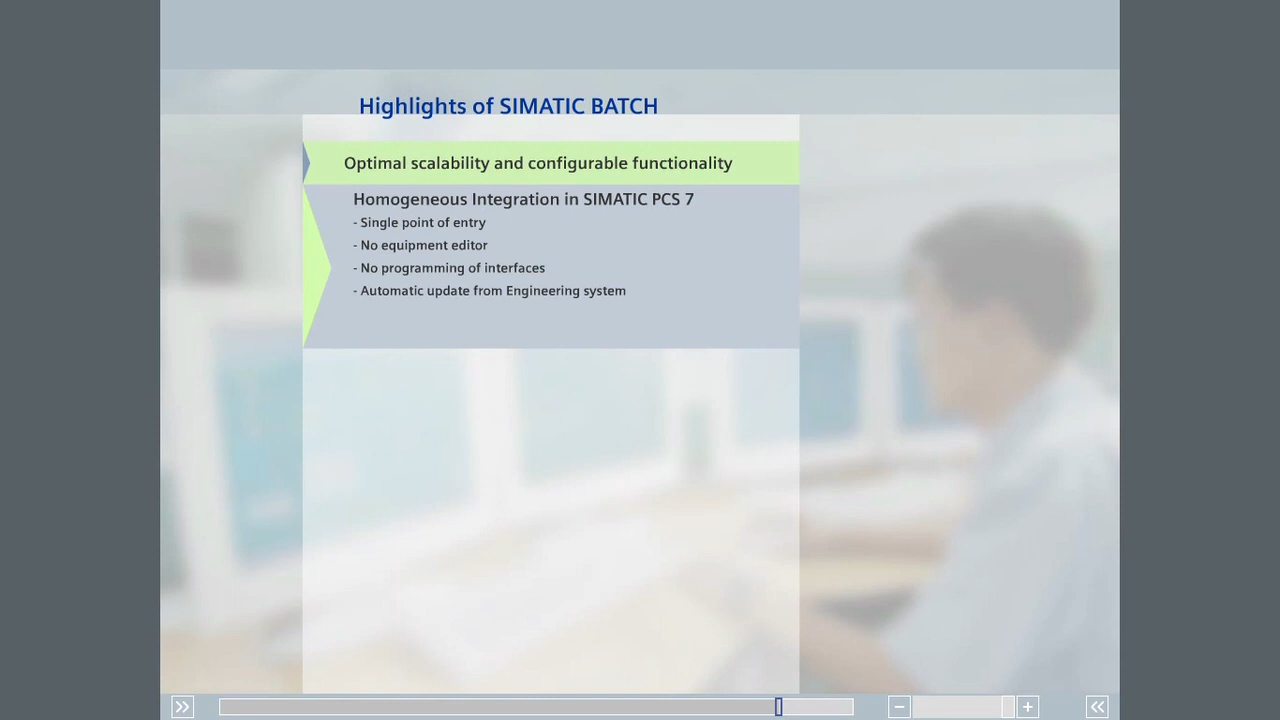 Highlights of SIMATIC BATCH
Optimal scalability and configurable functionality
Homogeneous Integration in SIMATIC PCS 7
- Single point of entry
- No equipment editor
- No programming of interfaces
- Automatic update from Engineering system